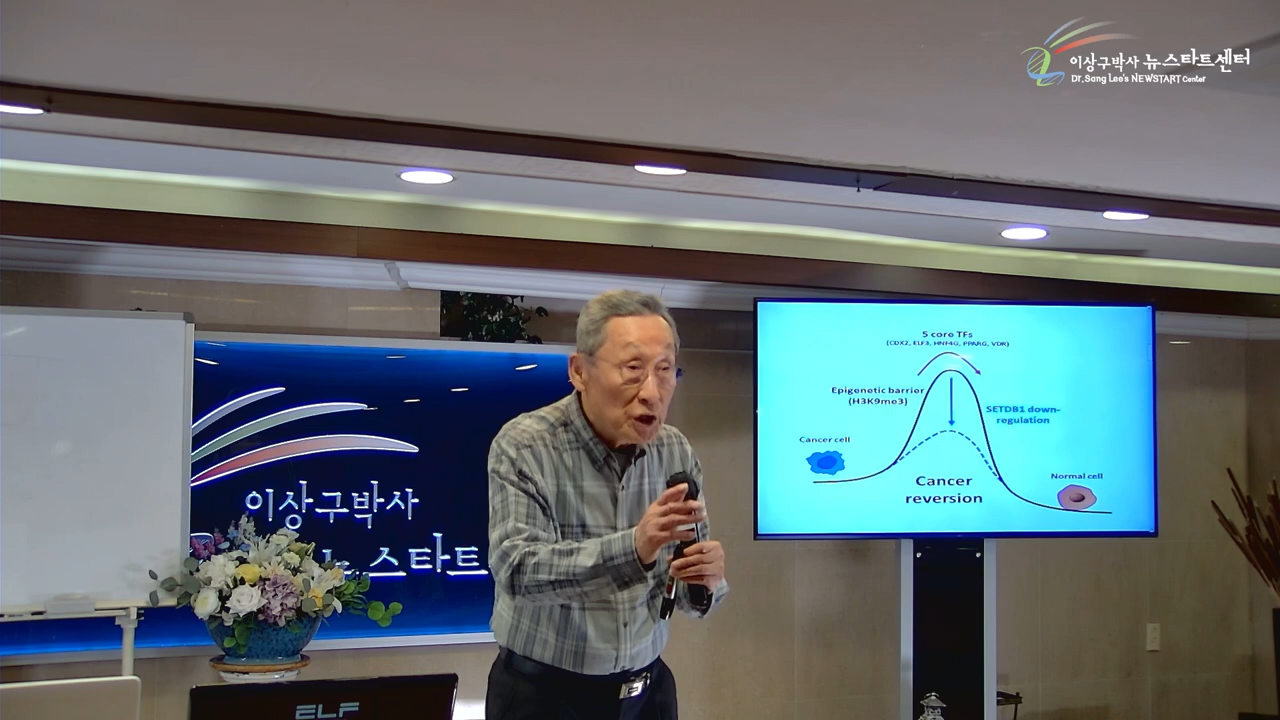 이상구박사 뉴스타트센터
Dr. Sang Lee's NEWSTART Center
5 core TFs
(CDX2, ELF3, HNF4G, PPARG, VDR)
Epigenetic barrier
(H3K9me3)
SETDB1 down-
regulation
Cancer cell
Normal cell
Cancer
reversion
이상구박사
뉴스타트
ELF